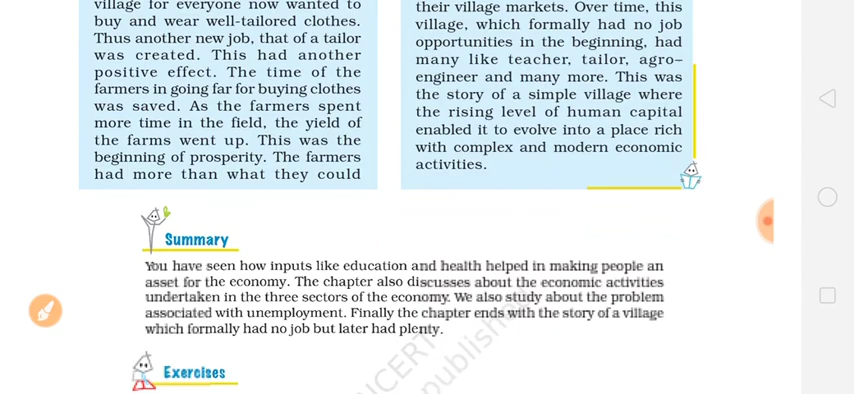 village for everyone now wanted to
buy and wear well-tailored clothes.
Thus another new job, that of a tailor
was created. This had another
positive effect. The time of the
farmers in going far for buying clothes
was saved. As the farmers spent
more time in the field, the yield of
the farms went up. This was the
beginning of prosperity. The farmers
had more than what they could
their village markets. Over time, this
village, which formally had no job
opportunities in the beginning, had
many like teacher, tailor, agro–
engineer and many more. This was
the story of a simple village where
the rising level of human capital
enabled it to evolve into a place rich
with complex and modern economic
activities.
Summary
You have seen how inputs like education and health helped in making people an
asset for the economy. The chapter also discusses about the economic activities
undertaken in the three sectors of the economy. We also study about the problem
associated with unemployment. Finally the chapter ends with the story of a village
which formally had no job but later had plenty.
Exercises
NCERT
publishe